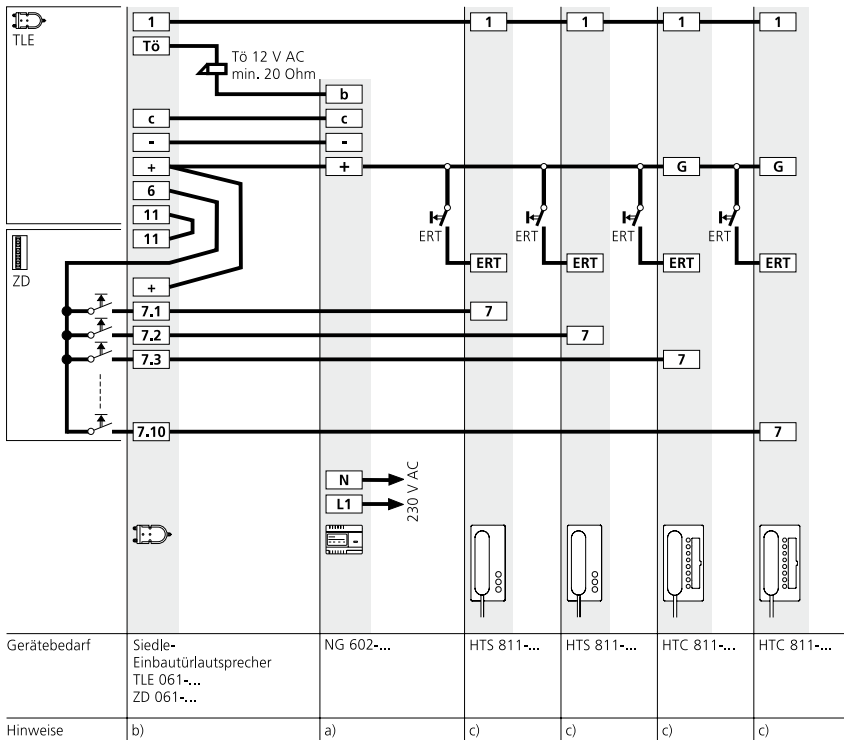 TLE
1 1 1 1 1
Tö
Tö 12 V AC
min. 20 Ohm
b
c c
- -
+ + G G
6
11
ERT ERT ERT ERT
11
ZD
ERT ERT ERT ERT
+
7.1 7
7.2 7
7.3 7
7.10 7
N
L1
230 V AC
Gerätebedarf
Siedle-
Einbautürlautsprecher
TLE 061-...
ZD 061-...
NG 602-...
HTS 811-...
HTS 811-...
HTC 811-...
HTC 811-...
Hinweise b) a) c) c) c) c)